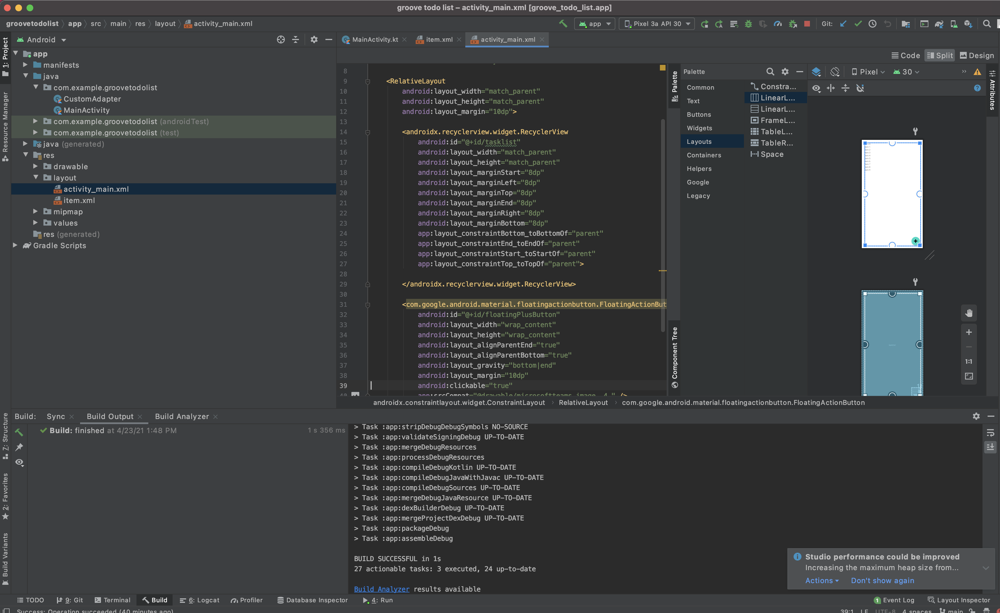 groove todo list – activity_main.xml [groove_todo_list.app]
groovetodolist app src main res layout activity_main.xml
app Pixel 3a API 30 Git:
1: Project
Resource Manager
Z: Structure
2: Favorites
Build Variants
Android
app
manifests
java
com.example.groovetodolist
CustomAdapter
MainActivity
com.example.groovetodolist (androidTest)
com.example.groovetodolist (test)
java (generated)
res
drawable
layout
activity_main.xml
item.xml
mipmap
values
res (generated)
Gradle Scripts
MainActivity.kt item.xml activity_main.xml
Code Split Design
8
9 <RelativeLayout
10 android:layout_width="match_parent"
11 android:layout_height="match_parent"
12 android:layout_margin="10dp">
13
14 <androidx.recyclerview.widget.RecyclerView
15 android:id="@+id/tasklist"
16 android:layout_width="match_parent"
17 android:layout_height="match_parent"
18 android:layout_marginStart="8dp"
19 android:layout_marginLeft="8dp"
20 android:layout_marginTop="8dp"
21 android:layout_marginEnd="8dp"
22 android:layout_marginRight="8dp"
23 android:layout_marginBottom="8dp"
24 app:layout_constraintBottom_toBottomOf="parent"
25 app:layout_constraintEnd_toEndOf="parent"
26 app:layout_constraintStart_toStartOf="parent"
27 app:layout_constraintTop_toTopOf="parent">
28
29 </androidx.recyclerview.widget.RecyclerView>
30
31 <com.google.android.material.floatingactionbutton.FloatingActionBut
32 android:id="@+id/floatingPlusButton"
33 android:layout_width="wrap_content"
34 android:layout_height="wrap_content"
35 android:layout_alignParentEnd="true"
36 android:layout_alignParentBottom="true"
37 android:layout_gravity="bottom|end"
38 android:layout_margin="10dp"
39 android:clickable="true"
40 app:srcCompat="@drawable/microsoftteams_image__4_" />
androidx.constraintlayout.widget.ConstraintLayout RelativeLayout com.google.android.material.floatingactionbutton.FloatingActionButton
Palette
Component Tree
Palette
Common
Text
Buttons
Widgets
Layouts
Containers
Helpers
Google
Legacy
Constra...
LinearL...
LinearL...
FrameL...
TableL...
TableR...
Space
Pixel 30
Attributes
1:1
Build: Sync Build Output Build Analyzer
Build: finished at 4/23/21 1:48 PM 1 s 356 ms
> Task :app:stripDebugDebugSymbols NO-SOURCE
> Task :app:validateSigningDebug UP-TO-DATE
> Task :app:mergeDebugResources
> Task :app:processDebugResources
> Task :app:compileDebugKotlin UP-TO-DATE
> Task :app:compileDebugJavaWithJavac UP-TO-DATE
> Task :app:compileDebugSources UP-TO-DATE
> Task :app:mergeDebugJavaResource UP-TO-DATE
> Task :app:dexBuilderDebug UP-TO-DATE
> Task :app:mergeProjectDexDebug UP-TO-DATE
> Task :app:packageDebug
> Task :app:assembleDebug
BUILD SUCCESSFUL in 1s
27 actionable tasks: 3 executed, 24 up-to-date
Build Analyzer results available
Studio performance could be improved
Increasing the maximum heap size from...
Actions Don't show again
TODO 9: Git Terminal Build 6: Logcat Profiler Database Inspector 4: Run 1 Event Log Layout Inspector
Success: Operation succeeded (40 minutes ago) 39:1 LF UTF-8 4 spaces main